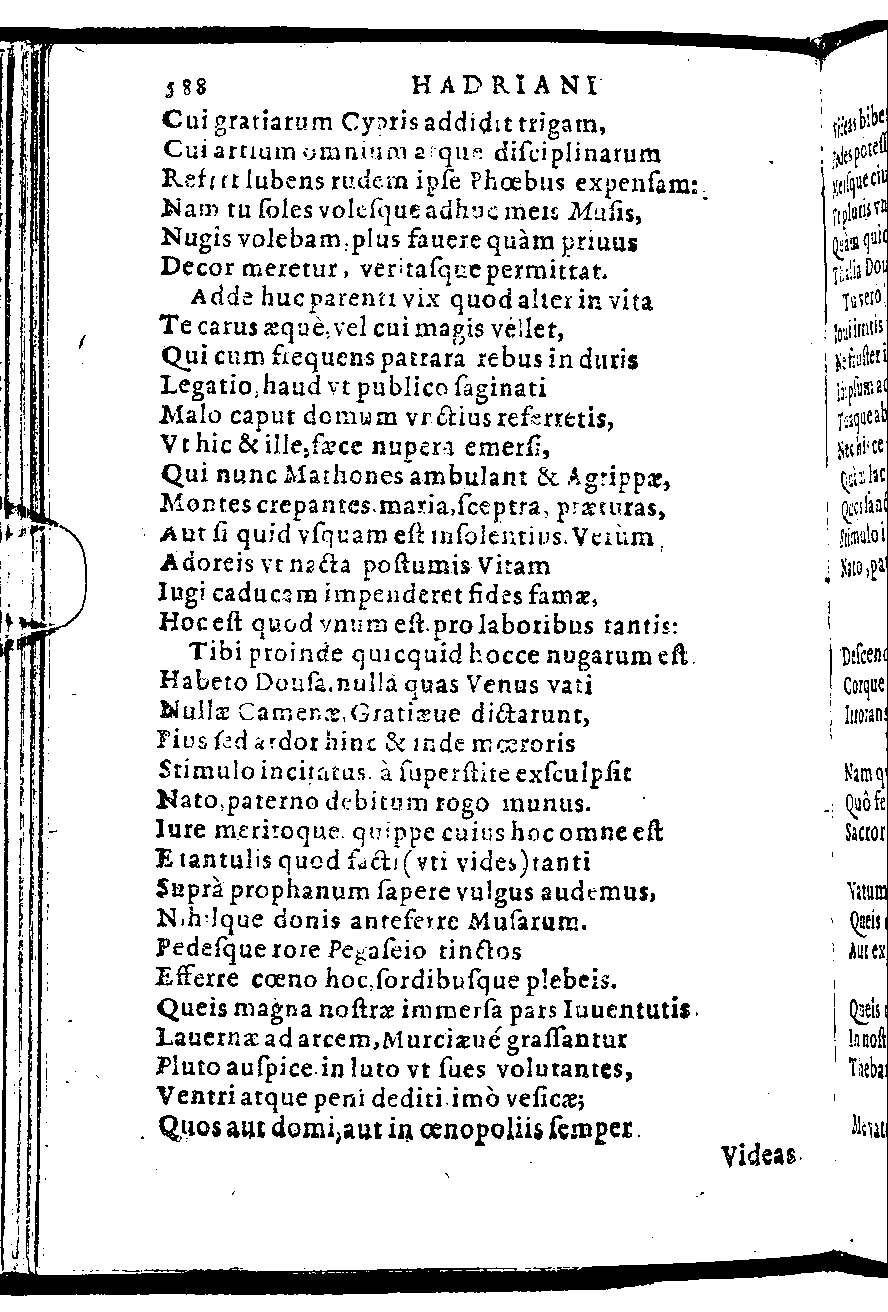 588 HADRIANI
Cui gratiarum Cypris addidit trigam,
Cui artium omnium atque disciplinarum
Refert lubens rudem ipse Phœbus expensam:
Nam tu ſoles voleſque adhuc meis Muſis,
Nugis volebam, plus fauere quàm priuus
Decor meretur, veritaſque permittat.
Adde huc parenti vix quod alter in vita
Te carus æquè, vel cui magis vellet,
Qui cum frequens patrara rebus in duris
Legatio, haud vt publico ſaginati
Malo caput domum vnctius referretis,
Vt hic & ille, fæce nupera emerſi,
Qui nunc Mathones ambulant & Agrippæ,
Montes crepantes. maria, ſceptra, præturas,
Aut ſi quid vſquam eſt inſolentius. Verùm
Adoreis vt nacta poſtumis Vitam
Iugi caducam impenderet fides famæ,
Hoc eſt quod vnum eſt. pro laboribus tantis:
Tibi proinde quicquid hocce nugarum eſt.
Habeto Douſa. nulla quas Venus vati
Nullæ Camenæ, Gratiæue dictarunt,
Pius ſed ardor hinc & inde mœroris
Stimulo incitatus. à ſuperſtite exſculpſit
Nato, paterno debitum rogo munus.
Iure meritoque. quippe cuius hoc omne eſt
E tantulis quod facti (vti vides) tanti
Suprà prophanum ſapere vulgus audemus,
Nihilque donis anteferre Muſarum.
Pedeſque rore Pegaſeio tinctos
Efferre cœno hoc, ſordibuſque plebeis.
Queis magna noſtræ immerſa pars Iuuentutis.
Lauernæ ad arcem, Murciæué graſſantur
Pluto auſpice. in luto vt ſues volutantes,
Ventri atque peni dediti. imò veſicæ;
Quos aut domi, aut in œnopoliis ſemper.
Videas